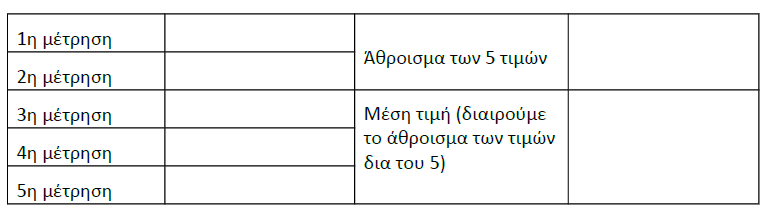 1η μέτρηση
2η μέτρηση
Άθροισμα των 5 τιμών
3η μέτρηση
4η μέτρηση
5η μέτρηση
Μέση τιμή (διαιρούμε
το άθροισμα των τιμών
δια του 5)